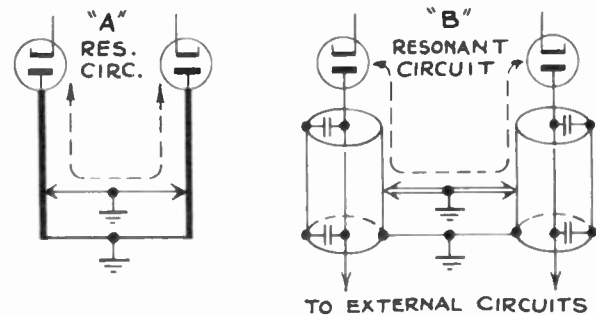 "A"
RES.
CIRC.
"B"
RESONANT
CIRCUIT
TO EXTERNAL CIRCUITS